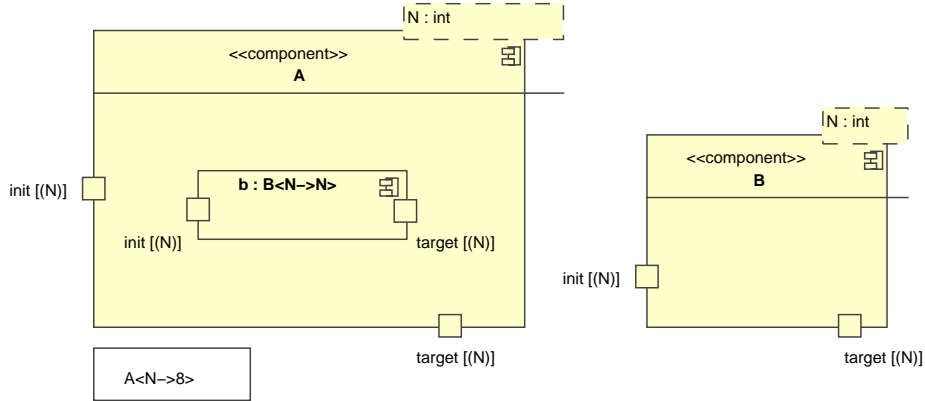 N : int
<<component>>
A
b : B<N−>N>
init [(N)]
init [(N)]
target [(N)]
target [(N)]
A<N−>8>
N : int
<<component>>
B
init [(N)]
target [(N)]